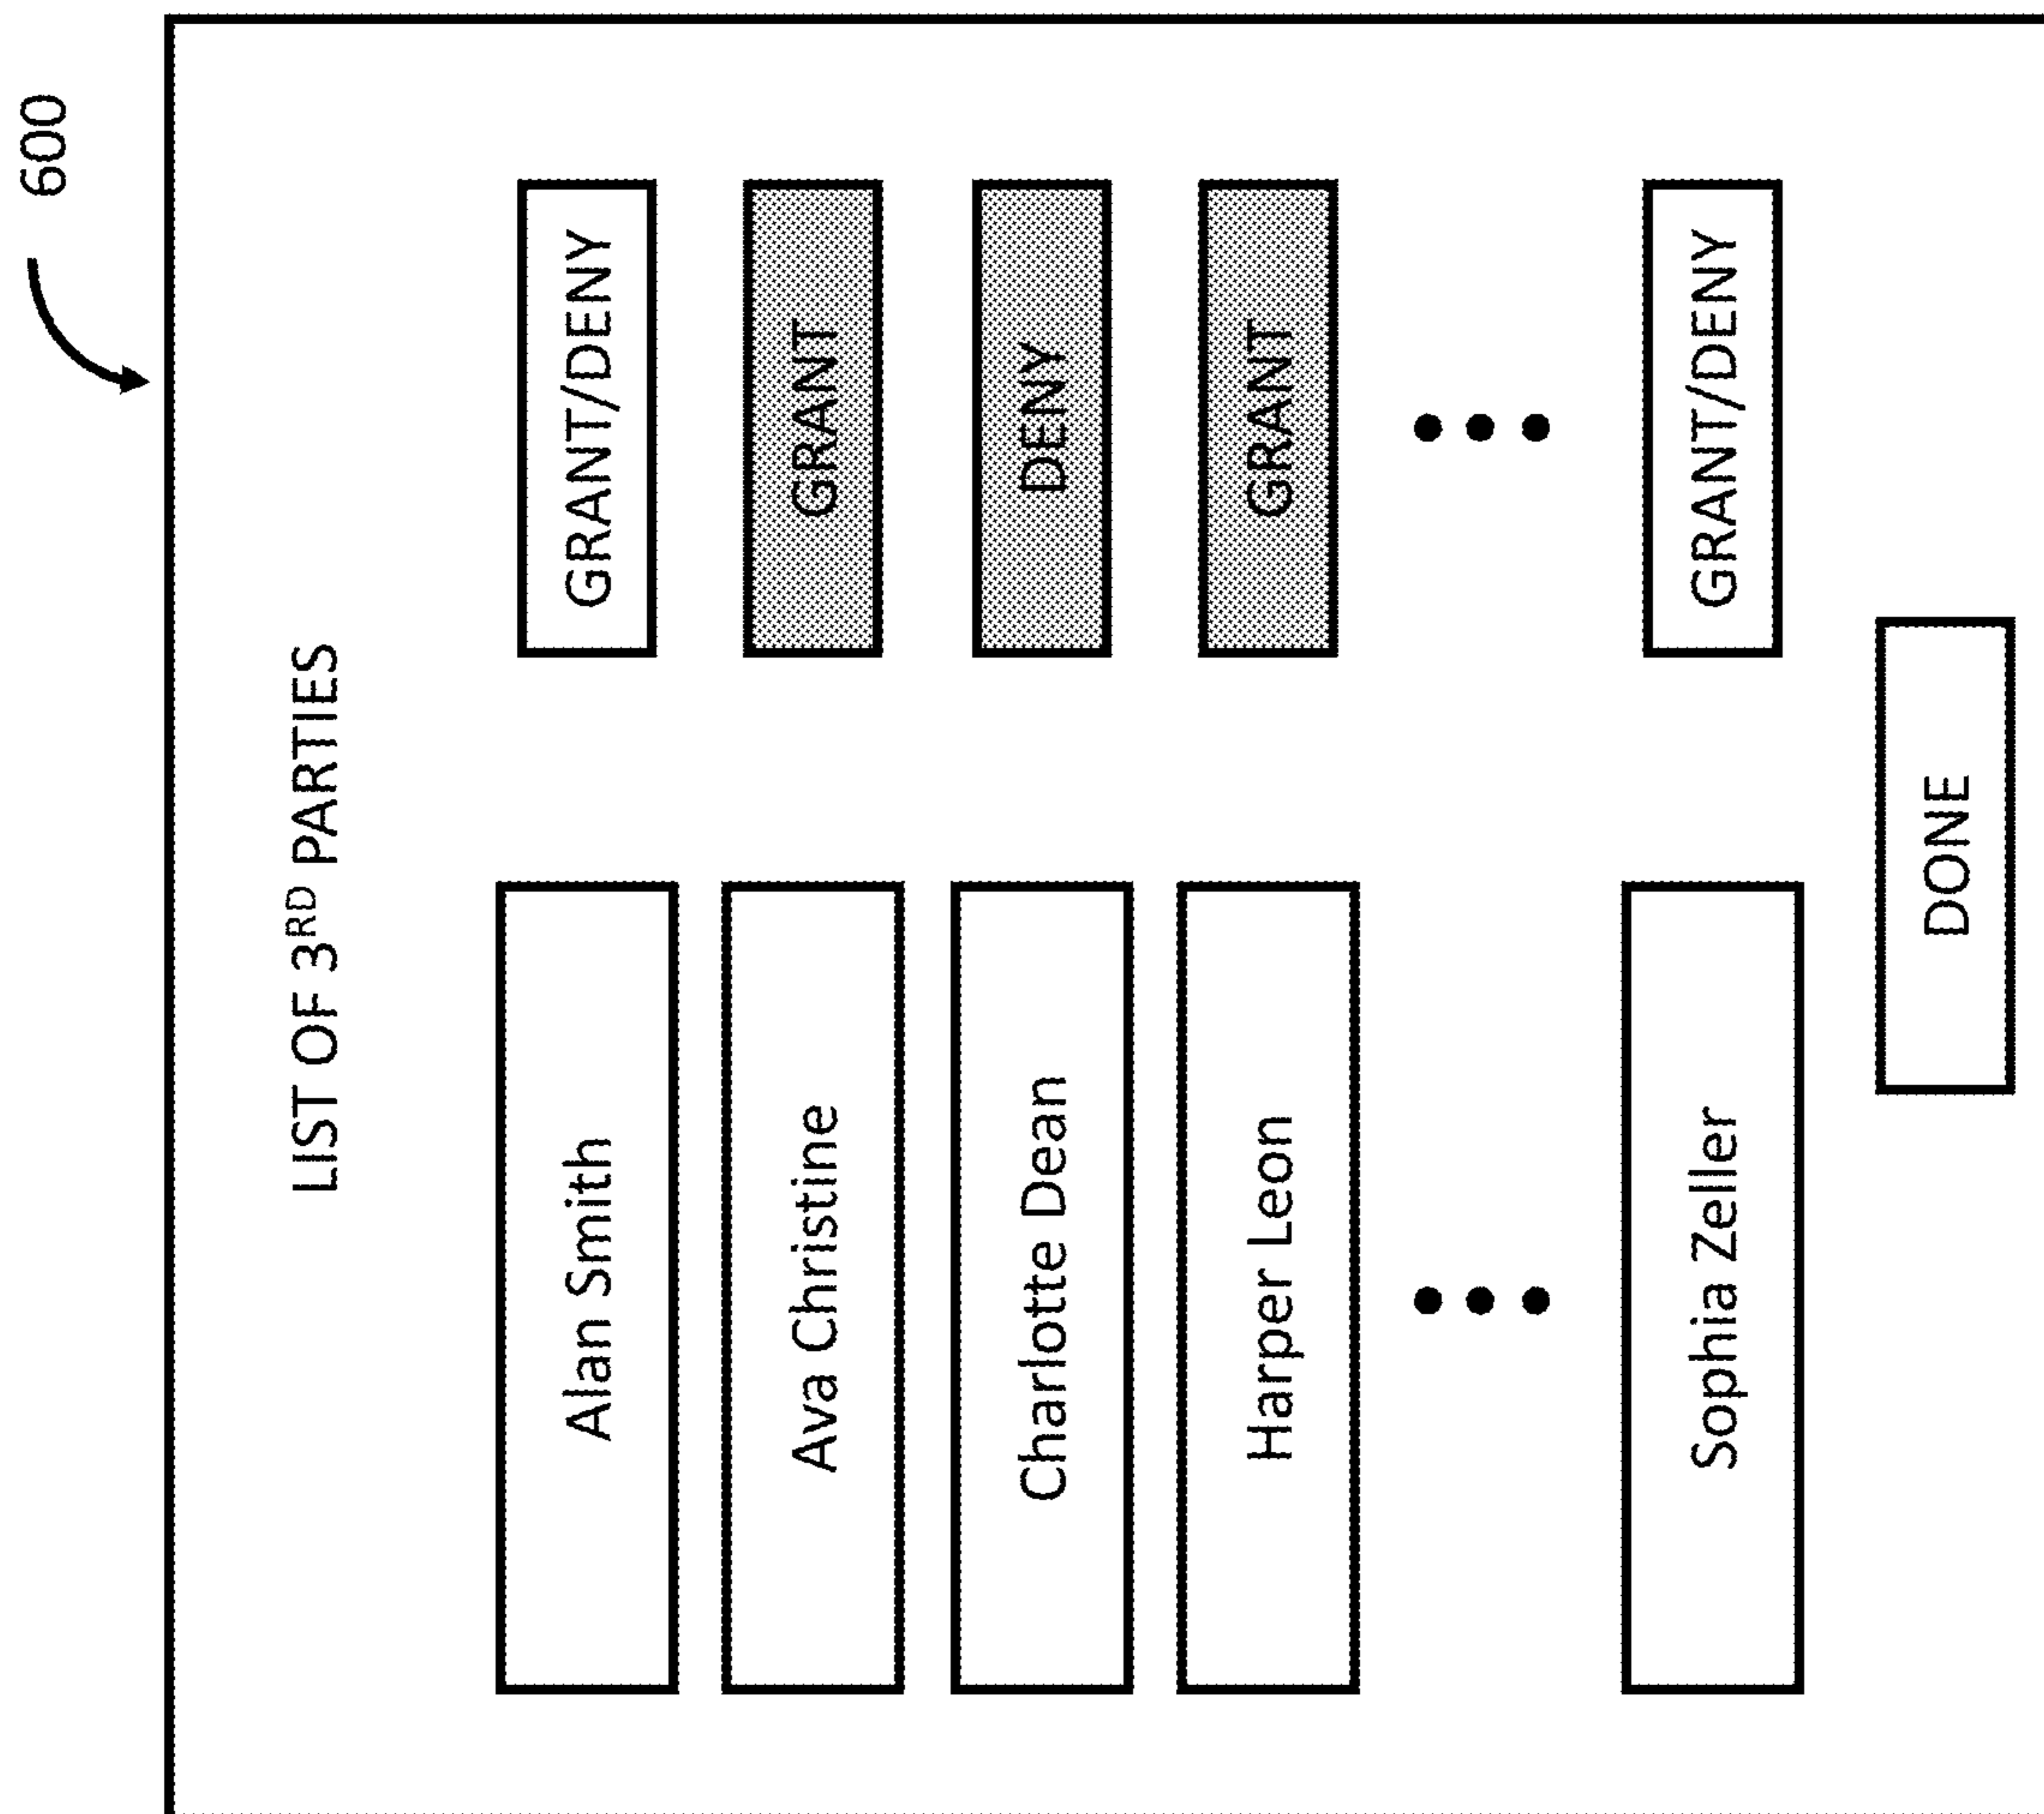 600
LIST OF 3RD PARTIES
Alan Smith GRANT/DENY
Ava Christine GRANT
Charlotte Dean DENY
Harper Leon GRANT
Sophia Zeller GRANT/DENY
DONE